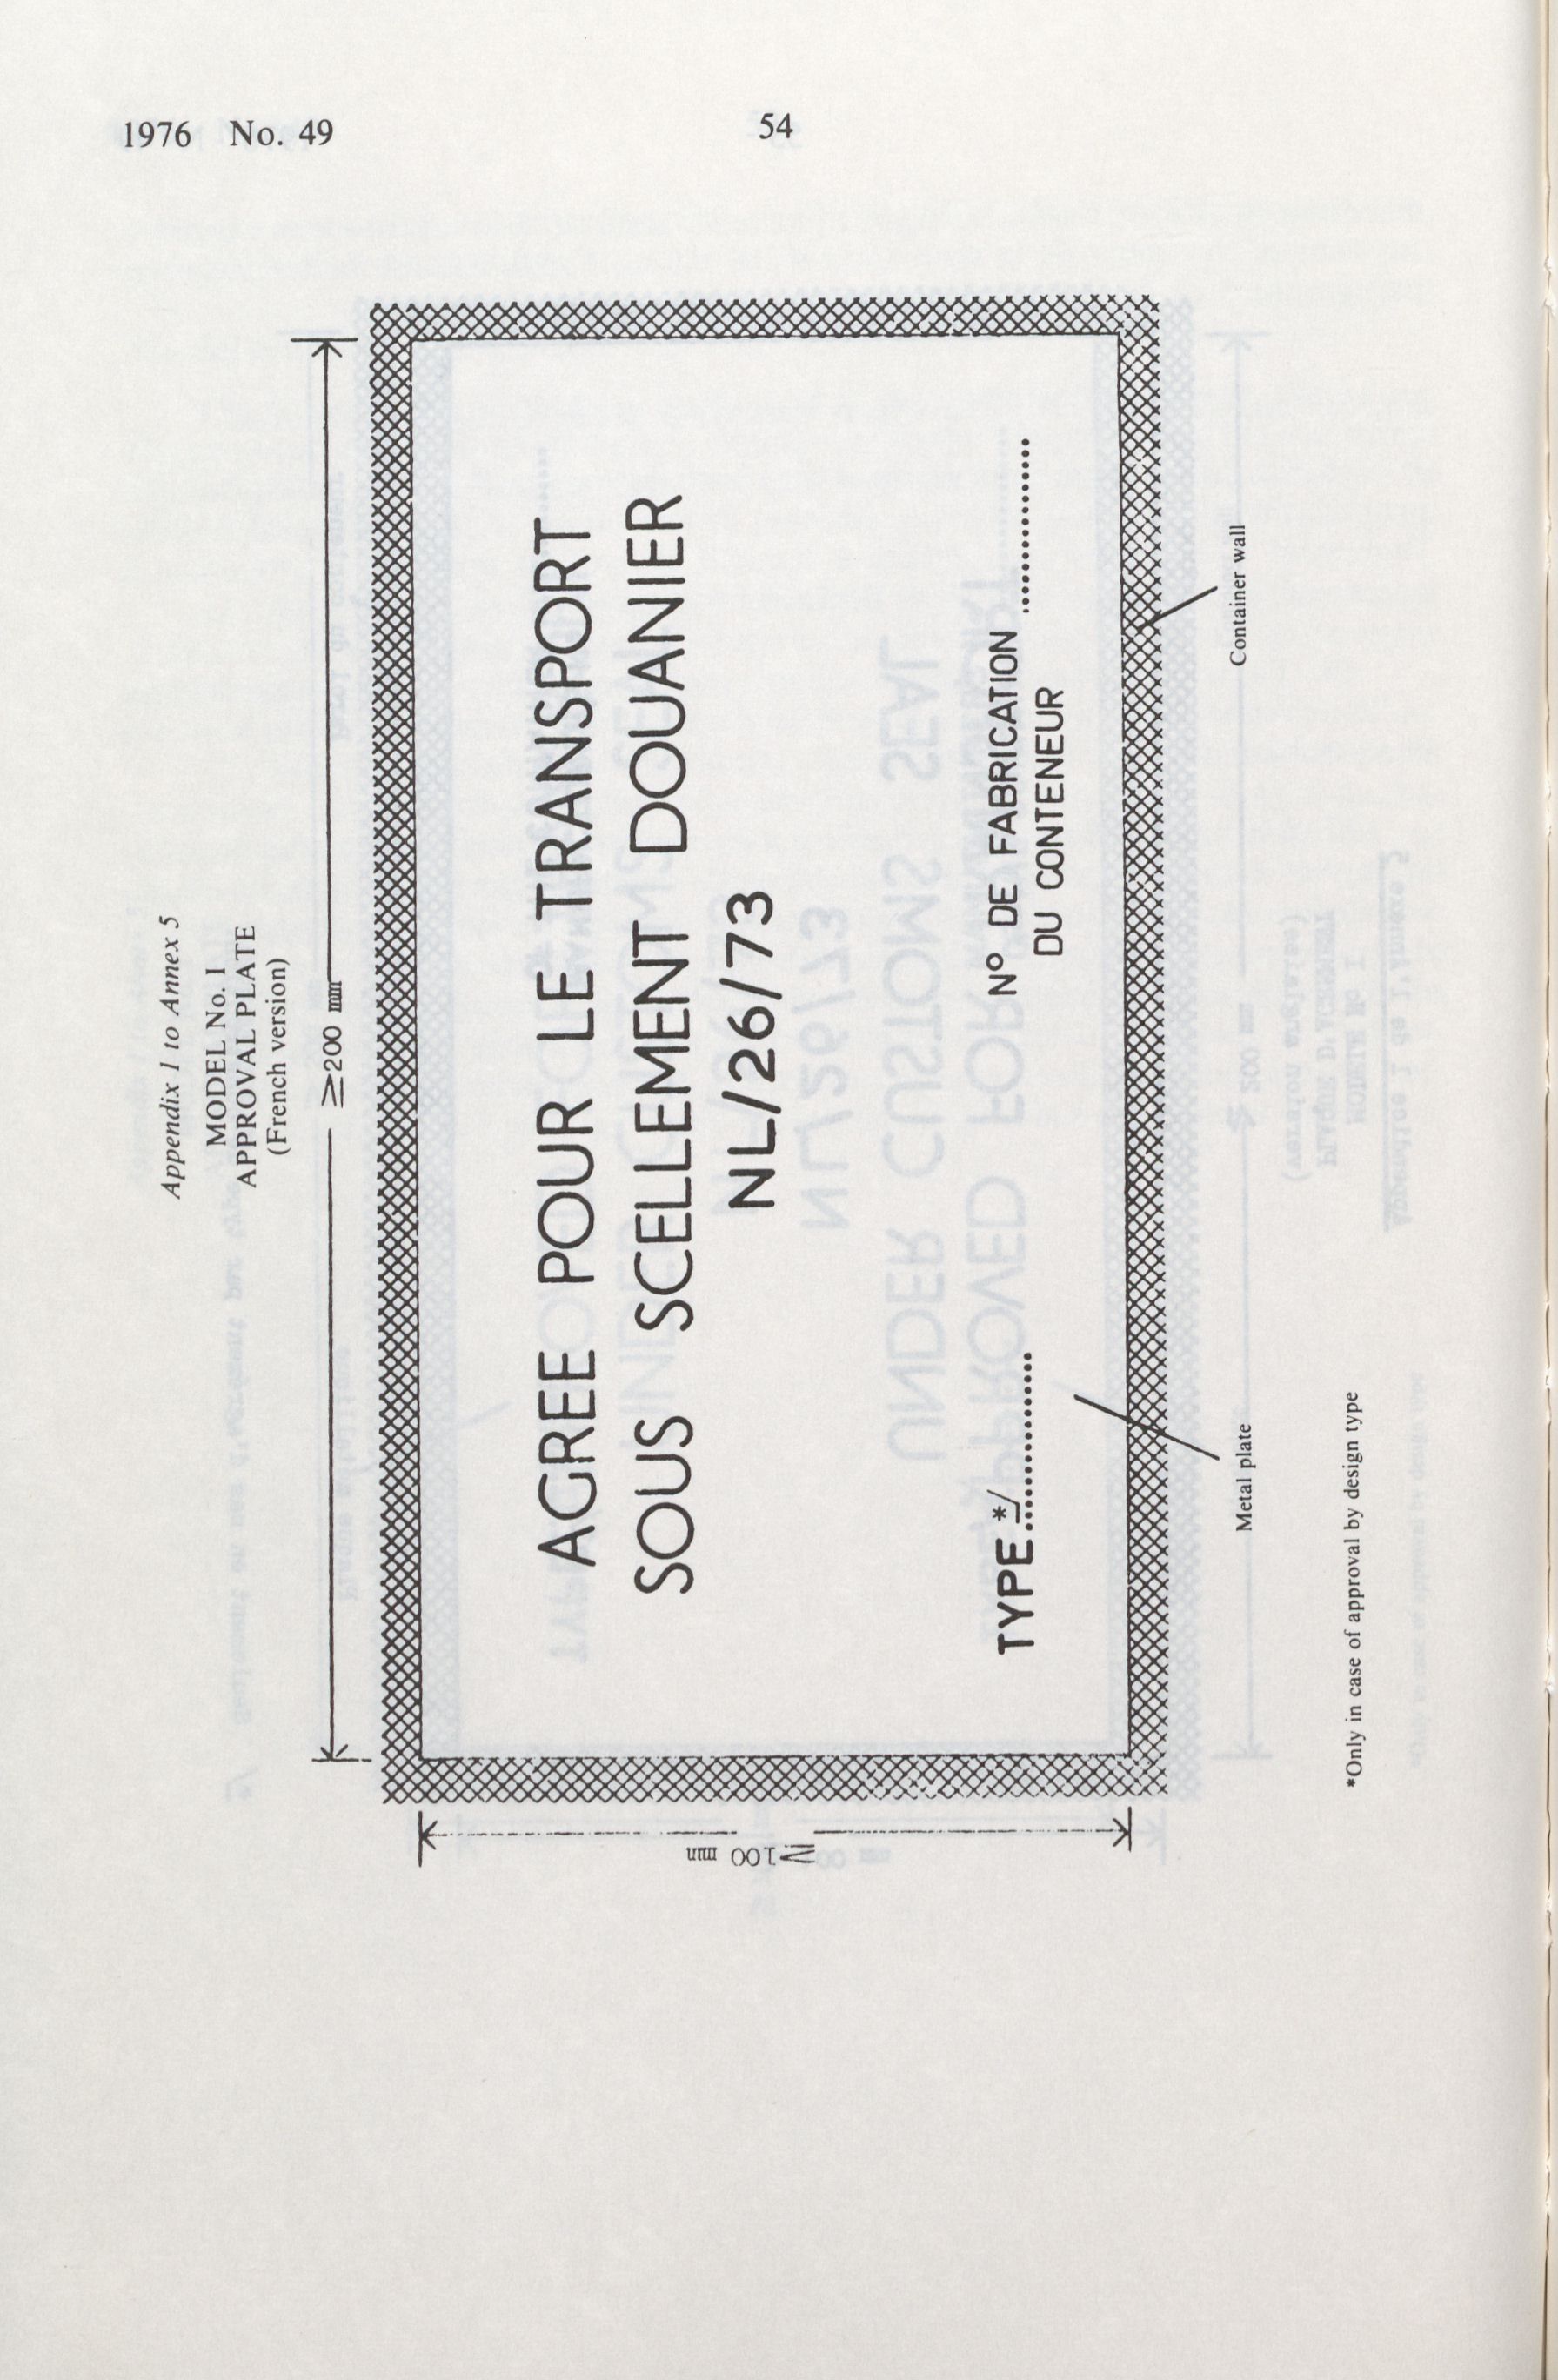 1976 No. 49
54
Appendix 1 to Annex 5
MODEL No. I
APPROVAL PLATE
(French version)
≥200 mm
AGREE POUR LE TRANSPORT
SOUS SCELLEMENT DOUANIER
NL/26/73
TYPE */............
N° DE FABRICATION ............
DU CONTENEUR
≥100 mm
Metal plate
Container wall
*Only in case of approval by design type